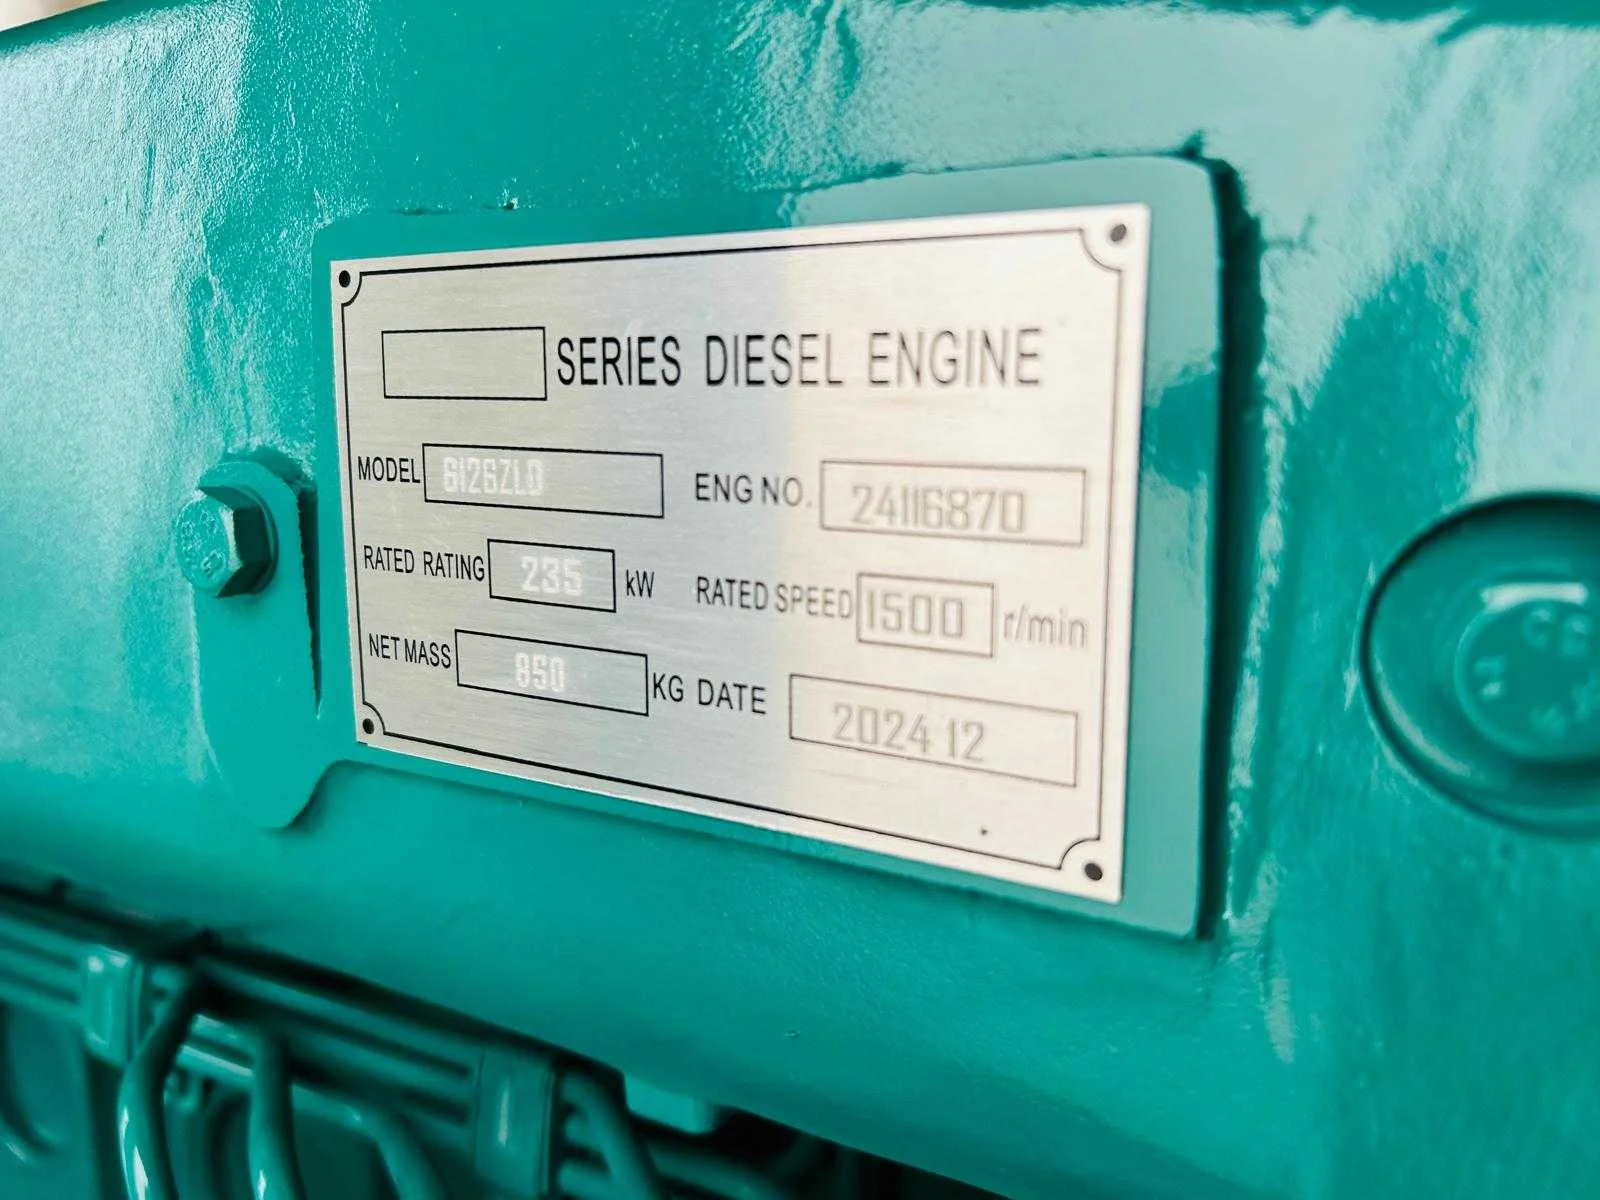 SERIES DIESEL ENGINE
MODEL 6126ZLD ENG NO. 24116870
RATED RATING 235 kW RATED SPEED 1500 r/min
NET MASS 850 KG DATE 2024 12